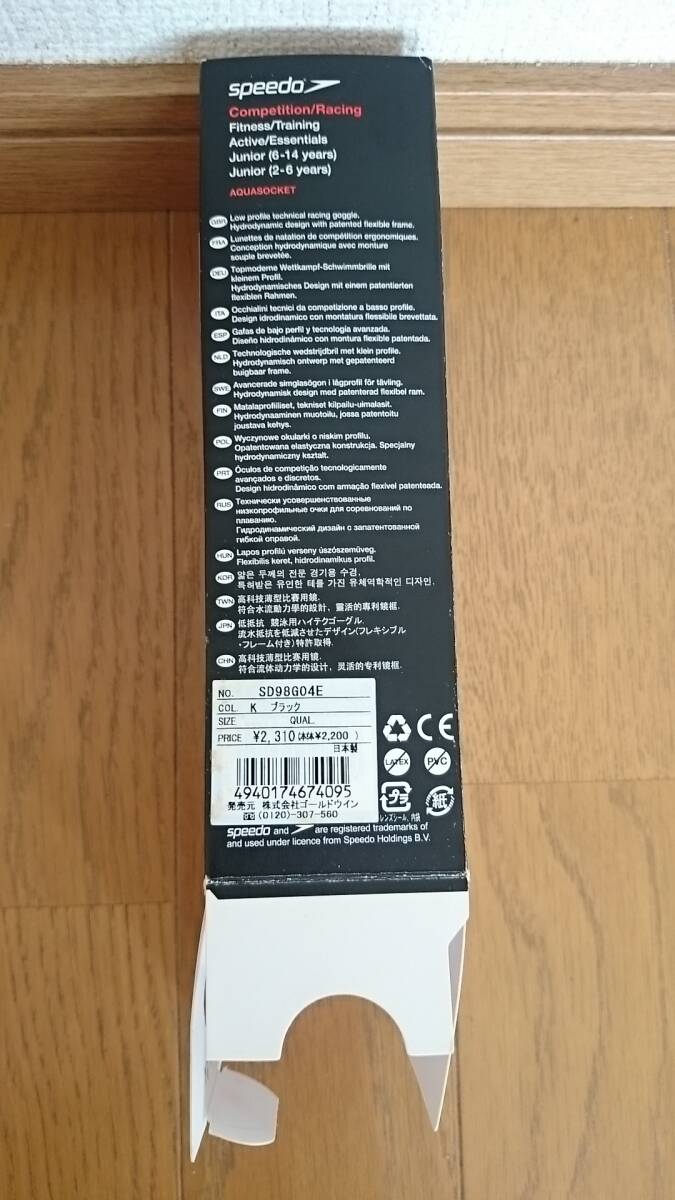 speedo
Competition/Racing
Fitness/Training
Active/Essentials
Junior (6-14 years)
Junior (2-6 years)
AQUASOCKET
GBR Low profile technical racing goggle.
Hydrodynamic design with patented flexible frame.
FRA Lunettes de natation de compétition ergonomiques.
Conception hydrodynamique avec monture
souple brevetée.
DEU Topmoderne Wettkampf-Schwimmbrille mit
kleinem Profil.
Hydrodynamisches Design mit einem patentierten
flexiblen Rahmen.
ITA Occhialini tecnici da competizione a basso profile.
Design idrodinamico con montatura flessibile brevettata.
ESP Gafas de bajo perfil y tecnología avanzada.
Diseño hidrodinámico con montura flexible patentada.
NLD Technologische wedstrijdbril met klein profile.
Hydrodynamisch ontwerp met gepatenteerd
buigbaar frame.
SWE Avancerade simglasögon i lågprofil för tävling.
Hydrodynamisk design med patenterad flexibel ram.
FIN Matalaprofiiliset, tekniset kilpailu-uimalasit.
Hydrodynaaminen muotoilu, jossa patentoitu
joustava kehys.
POL Wyczynowe okularki o niskim profilu.
Opatentowana elastyczna konstrukcja. Specjalny
hydrodynamiczny kształt.
PRT Óculos de competição tecnologicamente
avançados e discretos.
Design hidrodinâmico com armação flexivel patenteada.
RUS Технически усовершенствованные
низкопрофильные очки для соревнований по
плаванию.
Гидродинамический дизайн с запатентованной
гибкой оправой.
HUN Lapos profilú verseny úszószemüveg.
Flexibilis keret, hidrodinamikus profil.
KOR 얇은 두께의 전문 경기용 수경.
특허받은 유연한 테를 가진 유체역학적인 디자인.
TWN 高科技薄型比賽用鏡.
符合水流動力學的設計, 靈活的專利鏡框.
JPN 低抵抗 競泳用ハイテクゴーグル.
流水抵抗を低減させたデザイン(フレキシブル
・フレーム付き)特許取得.
CHN 高科技薄型比赛用镜.
符合流体动力学的设计, 灵活的专利镜框.
NO. SD98G04E
COL. K ブラック
SIZE QUAL.
PRICE ¥2,310(本体¥2,200 )
日本製
4940174674095
発売元 株式会社ゴールドウイン
(0120)-307-560
CE
LATEX
PVC
プラ
紙
レンズシール, 内袋
speedo and are registered trademarks of
and used under licence from Speedo Holdings B.V.